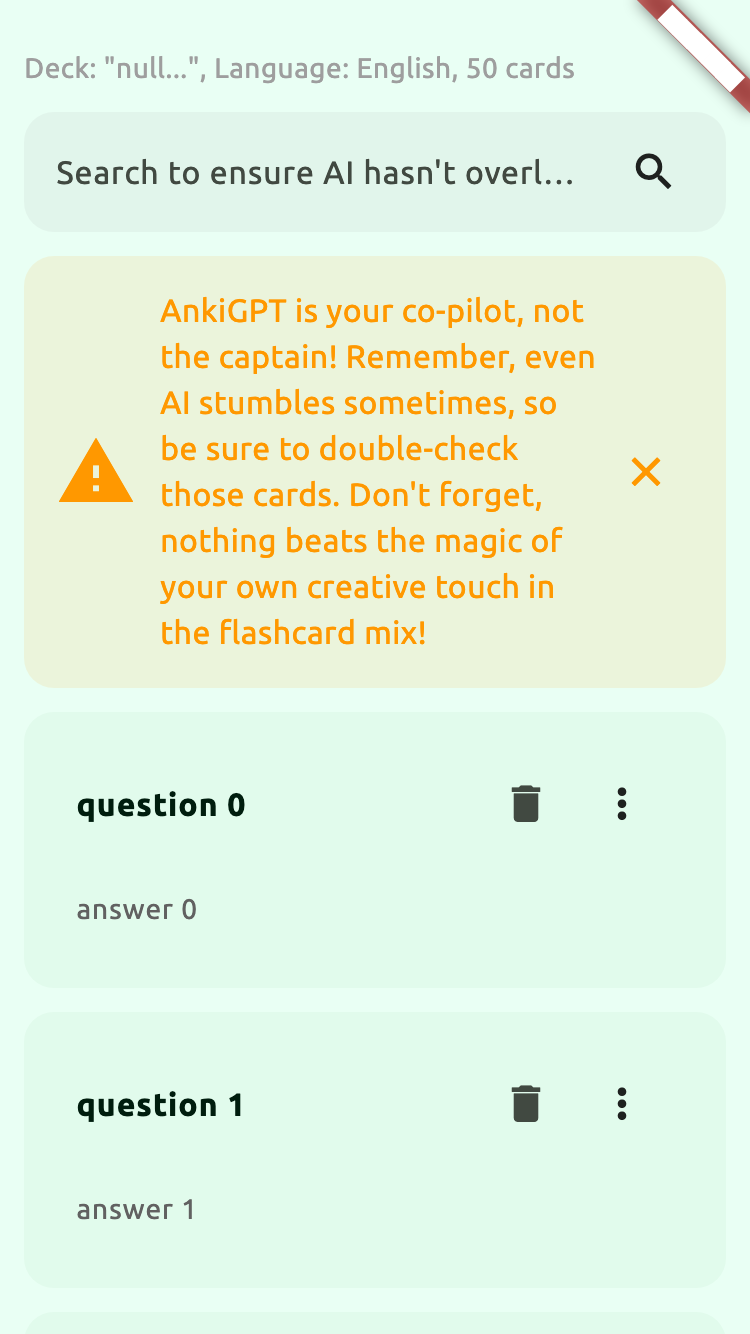 Deck: "null...", Language: English, 50 cards
Search to ensure AI hasn't overl...
AnkiGPT is your co-pilot, not
the captain! Remember, even
AI stumbles sometimes, so
be sure to double-check
those cards. Don't forget,
nothing beats the magic of
your own creative touch in
the flashcard mix!
question 0
answer 0
question 1
answer 1